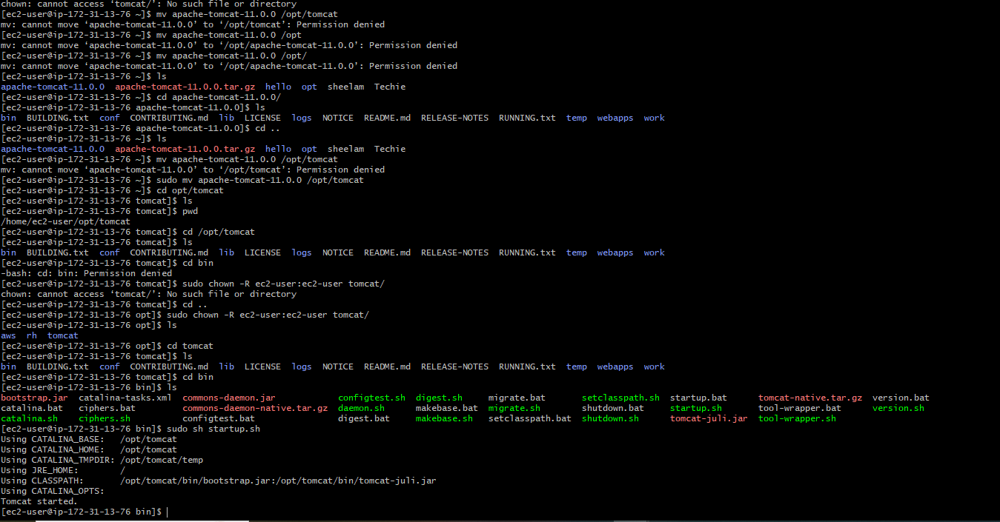 chown: cannot access ‘tomcat/’: No such file or directory
[ec2-user@ip-172-31-13-76 ~]$ mv apache-tomcat-11.0.0 /opt/tomcat
mv: cannot move ‘apache-tomcat-11.0.0’ to ‘/opt/tomcat’: Permission denied
[ec2-user@ip-172-31-13-76 ~]$ mv apache-tomcat-11.0.0 /opt
mv: cannot move ‘apache-tomcat-11.0.0’ to ‘/opt/apache-tomcat-11.0.0’: Permission denied
[ec2-user@ip-172-31-13-76 ~]$ mv apache-tomcat-11.0.0 /opt/
mv: cannot move ‘apache-tomcat-11.0.0’ to ‘/opt/apache-tomcat-11.0.0’: Permission denied
[ec2-user@ip-172-31-13-76 ~]$ ls
apache-tomcat-11.0.0  apache-tomcat-11.0.0.tar.gz  hello  opt  sheelam  Techie
[ec2-user@ip-172-31-13-76 ~]$ cd apache-tomcat-11.0.0/
[ec2-user@ip-172-31-13-76 apache-tomcat-11.0.0]$ ls
bin  BUILDING.txt  conf  CONTRIBUTING.md  lib  LICENSE  logs  NOTICE  README.md  RELEASE-NOTES  RUNNING.txt  temp  webapps  work
[ec2-user@ip-172-31-13-76 apache-tomcat-11.0.0]$ cd ..
[ec2-user@ip-172-31-13-76 ~]$ ls
apache-tomcat-11.0.0  apache-tomcat-11.0.0.tar.gz  hello  opt  sheelam  Techie
[ec2-user@ip-172-31-13-76 ~]$ mv apache-tomcat-11.0.0 /opt/tomcat
mv: cannot move ‘apache-tomcat-11.0.0’ to ‘/opt/tomcat’: Permission denied
[ec2-user@ip-172-31-13-76 ~]$ sudo mv apache-tomcat-11.0.0 /opt/tomcat
[ec2-user@ip-172-31-13-76 ~]$ cd opt/tomcat
[ec2-user@ip-172-31-13-76 tomcat]$ ls
[ec2-user@ip-172-31-13-76 tomcat]$ pwd
/home/ec2-user/opt/tomcat
[ec2-user@ip-172-31-13-76 tomcat]$ cd /opt/tomcat
[ec2-user@ip-172-31-13-76 tomcat]$ ls
bin  BUILDING.txt  conf  CONTRIBUTING.md  lib  LICENSE  logs  NOTICE  README.md  RELEASE-NOTES  RUNNING.txt  temp  webapps  work
[ec2-user@ip-172-31-13-76 tomcat]$ cd bin
-bash: cd: bin: Permission denied
[ec2-user@ip-172-31-13-76 tomcat]$ sudo chown -R ec2-user:ec2-user tomcat/
chown: cannot access ‘tomcat/’: No such file or directory
[ec2-user@ip-172-31-13-76 tomcat]$ cd ..
[ec2-user@ip-172-31-13-76 opt]$ sudo chown -R ec2-user:ec2-user tomcat/
[ec2-user@ip-172-31-13-76 opt]$ ls
aws  rh  tomcat
[ec2-user@ip-172-31-13-76 opt]$ cd tomcat
[ec2-user@ip-172-31-13-76 tomcat]$ ls
bin  BUILDING.txt  conf  CONTRIBUTING.md  lib  LICENSE  logs  NOTICE  README.md  RELEASE-NOTES  RUNNING.txt  temp  webapps  work
[ec2-user@ip-172-31-13-76 tomcat]$ cd bin
[ec2-user@ip-172-31-13-76 bin]$ ls
bootstrap.jar  catalina-tasks.xml  commons-daemon.jar  configtest.sh  digest.sh  migrate.bat  setclasspath.sh  startup.bat  tomcat-native.tar.gz  version.bat
catalina.bat  ciphers.bat  commons-daemon-native.tar.gz  daemon.sh  makebase.bat  migrate.sh  shutdown.bat  startup.sh  tool-wrapper.bat  version.sh
catalina.sh  ciphers.sh  configtest.bat  digest.bat  makebase.sh  setclasspath.bat  shutdown.sh  tomcat-juli.jar  tool-wrapper.sh
[ec2-user@ip-172-31-13-76 bin]$ sudo sh startup.sh
Using CATALINA_BASE:   /opt/tomcat
Using CATALINA_HOME:   /opt/tomcat
Using CATALINA_TMPDIR: /opt/tomcat/temp
Using JRE_HOME:        /
Using CLASSPATH:       /opt/tomcat/bin/bootstrap.jar:/opt/tomcat/bin/tomcat-juli.jar
Using CATALINA_OPTS:
Tomcat started.
[ec2-user@ip-172-31-13-76 bin]$